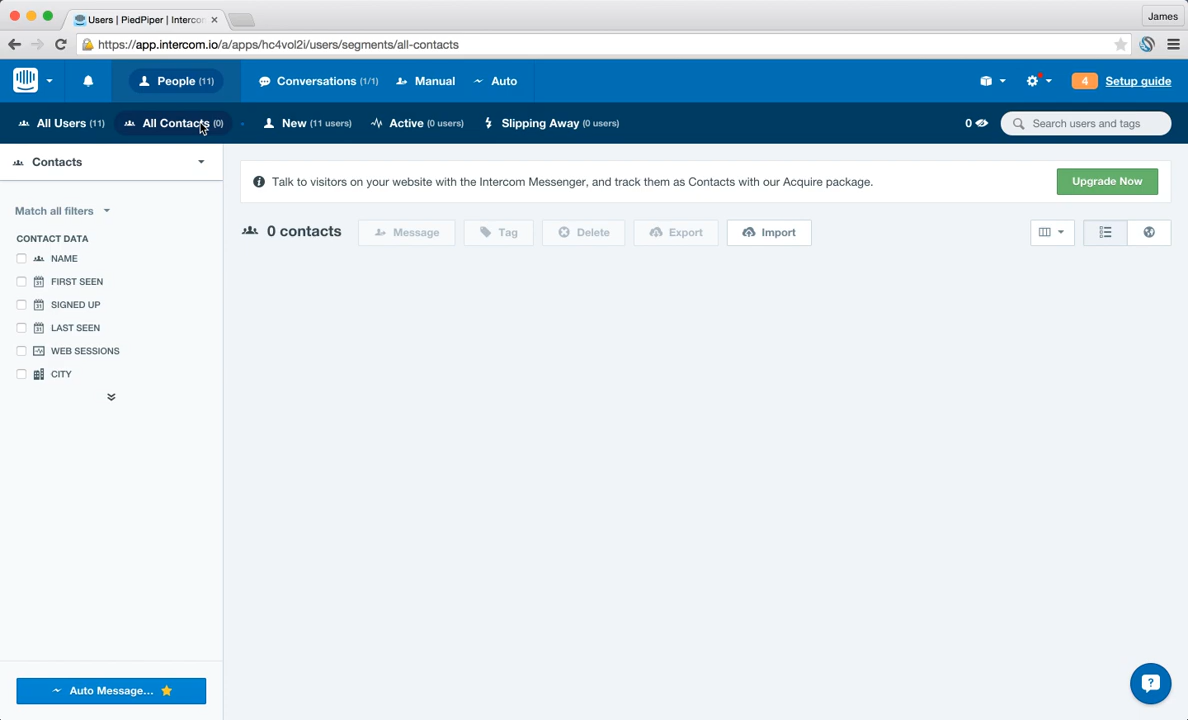 Users | PiedPiper | Interco
James
https://app.intercom.io/a/apps/hc4vol2i/users/segments/all-contacts
People (11)
Conversations (1/1)
Manual
Auto
4
Setup guide
All Users (11)
All Contacts (0)
New (11 users)
Active (0 users)
Slipping Away (0 users)
0
Search users and tags
Contacts
Talk to visitors on your website with the Intercom Messenger, and track them as Contacts with our Acquire package.
Upgrade Now
Match all filters
0 contacts
Message
Tag
Delete
Export
Import
CONTACT DATA
NAME
31 FIRST SEEN
31 SIGNED UP
31 LAST SEEN
WEB SESSIONS
CITY
Auto Message...